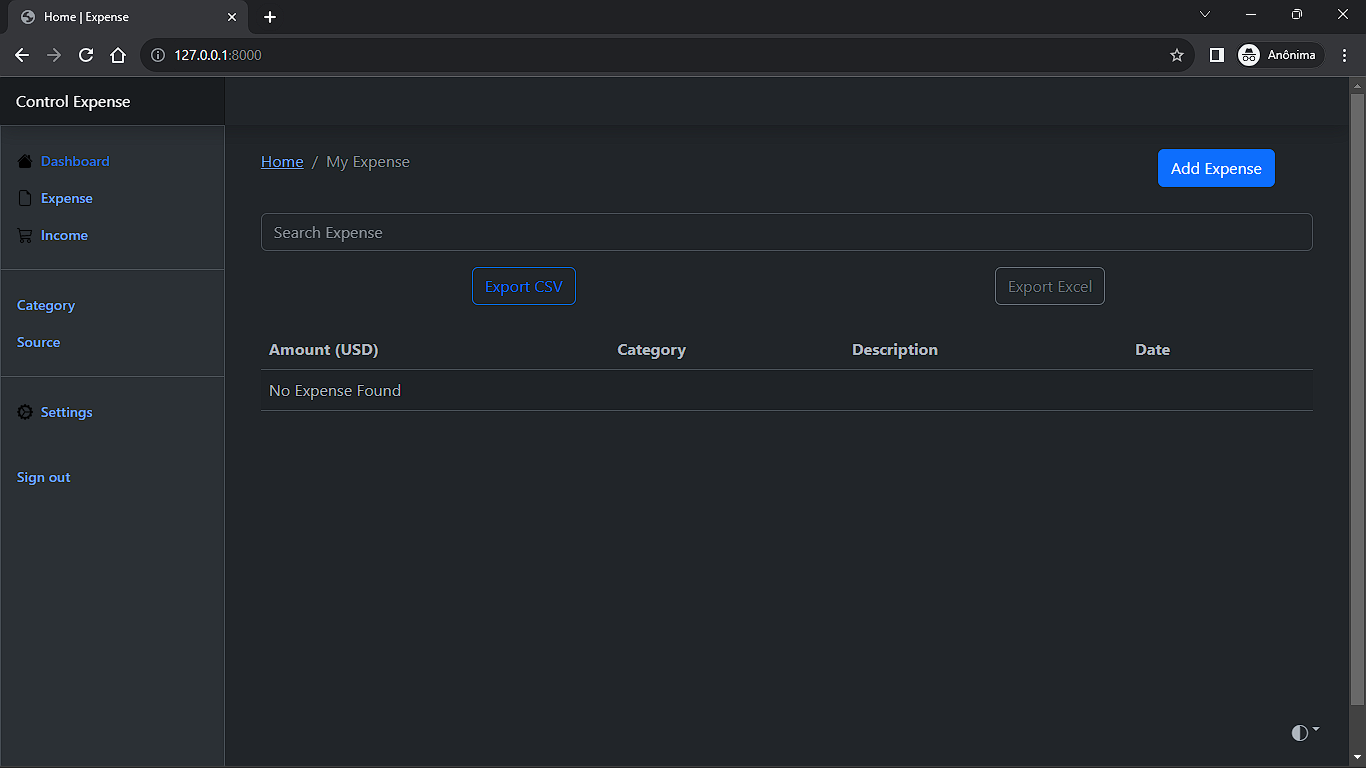 Home | Expense
127.0.0.1:8000
Anônima
Control Expense
Dashboard
Expense
Income
Category
Source
Settings
Sign out
Home / My Expense
Add Expense
Search Expense
Export CSV Export Excel
Amount (USD) Category Description Date
No Expense Found